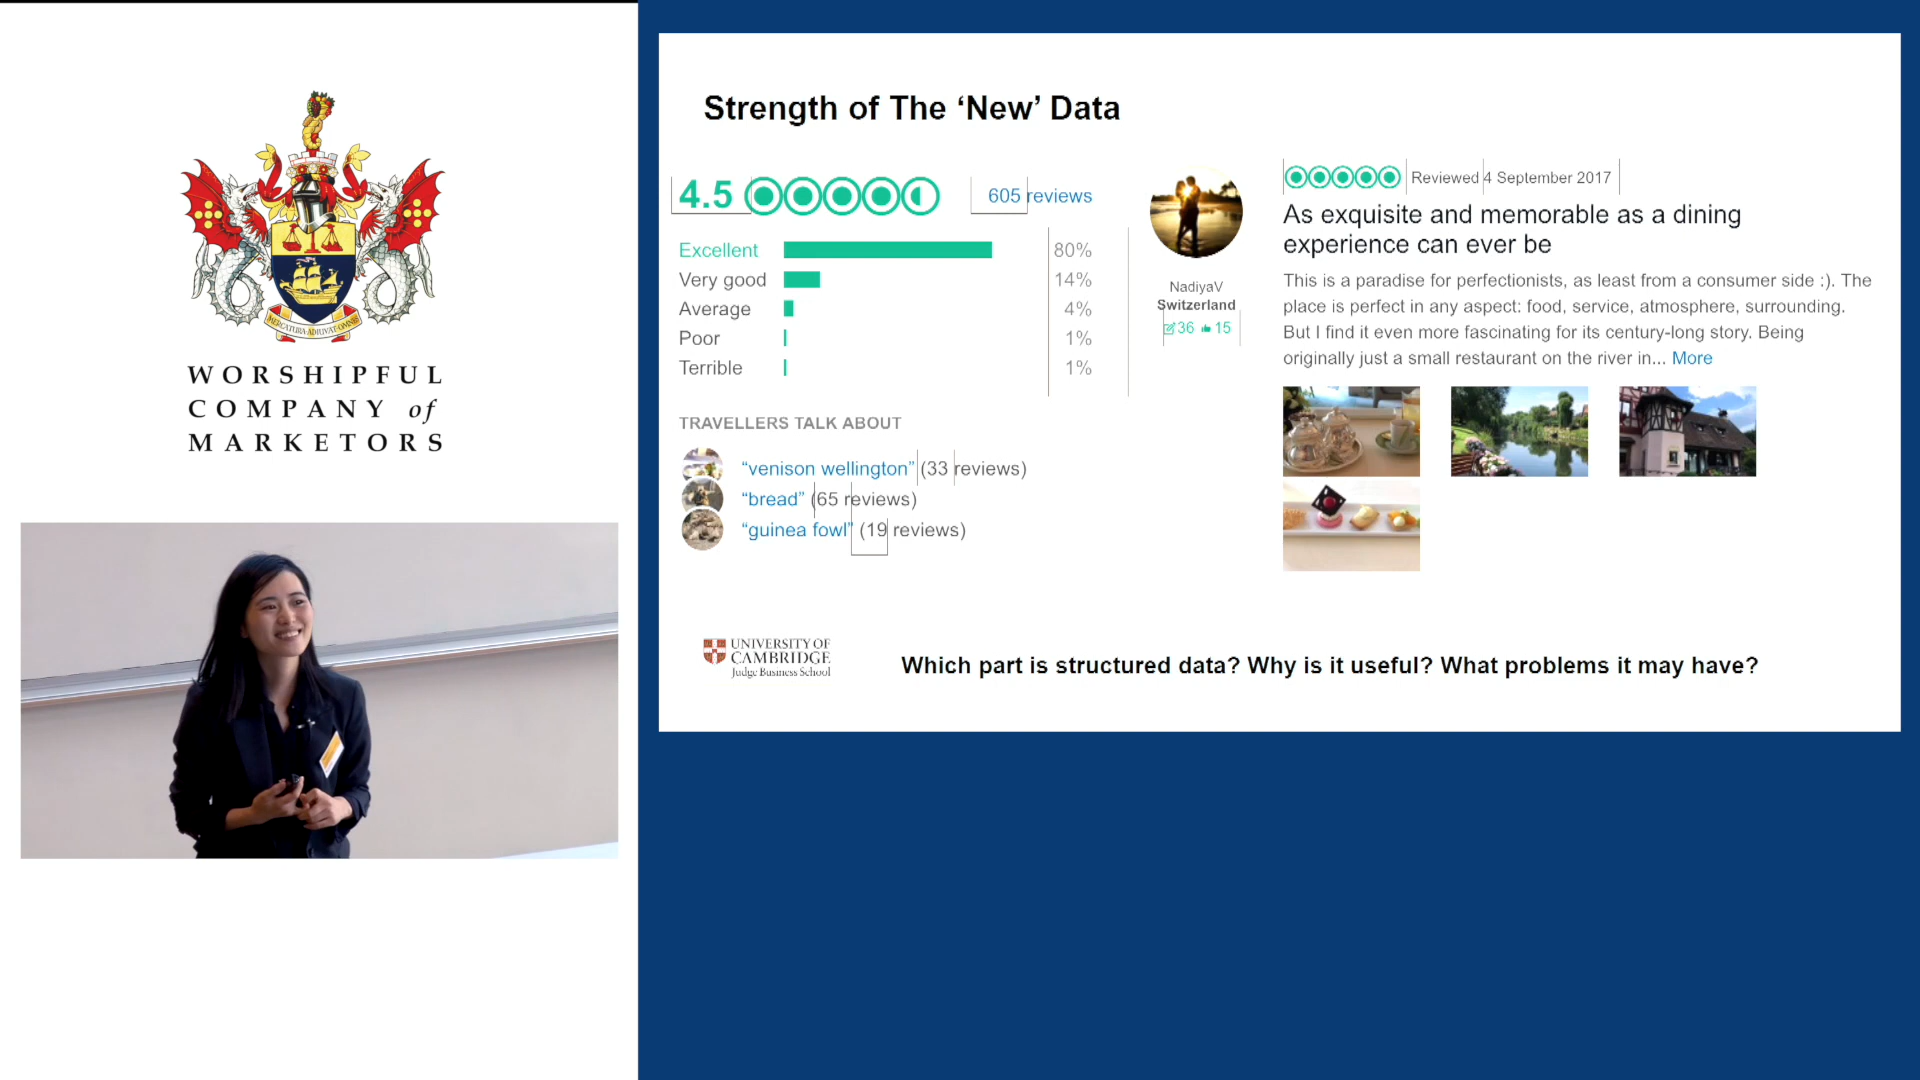 MERCATURA ADIUVAT OMNES
WORSHIPFUL
COMPANY of
MARKETORS
Strength of The ‘New’ Data
4.5
605 reviews
Excellent 80%
Very good 14%
Average 4%
Poor 1%
Terrible 1%
TRAVELLERS TALK ABOUT
“venison wellington” (33 reviews)
“bread” (65 reviews)
“guinea fowl” (19 reviews)
NadiyaV
Switzerland
36 15
Reviewed 4 September 2017
As exquisite and memorable as a dining
experience can ever be
This is a paradise for perfectionists, as least from a consumer side :). The
place is perfect in any aspect: food, service, atmosphere, surrounding.
But I find it even more fascinating for its century-long story. Being
originally just a small restaurant on the river in... More
UNIVERSITY OF
CAMBRIDGE
Judge Business School
Which part is structured data? Why is it useful? What problems it may have?